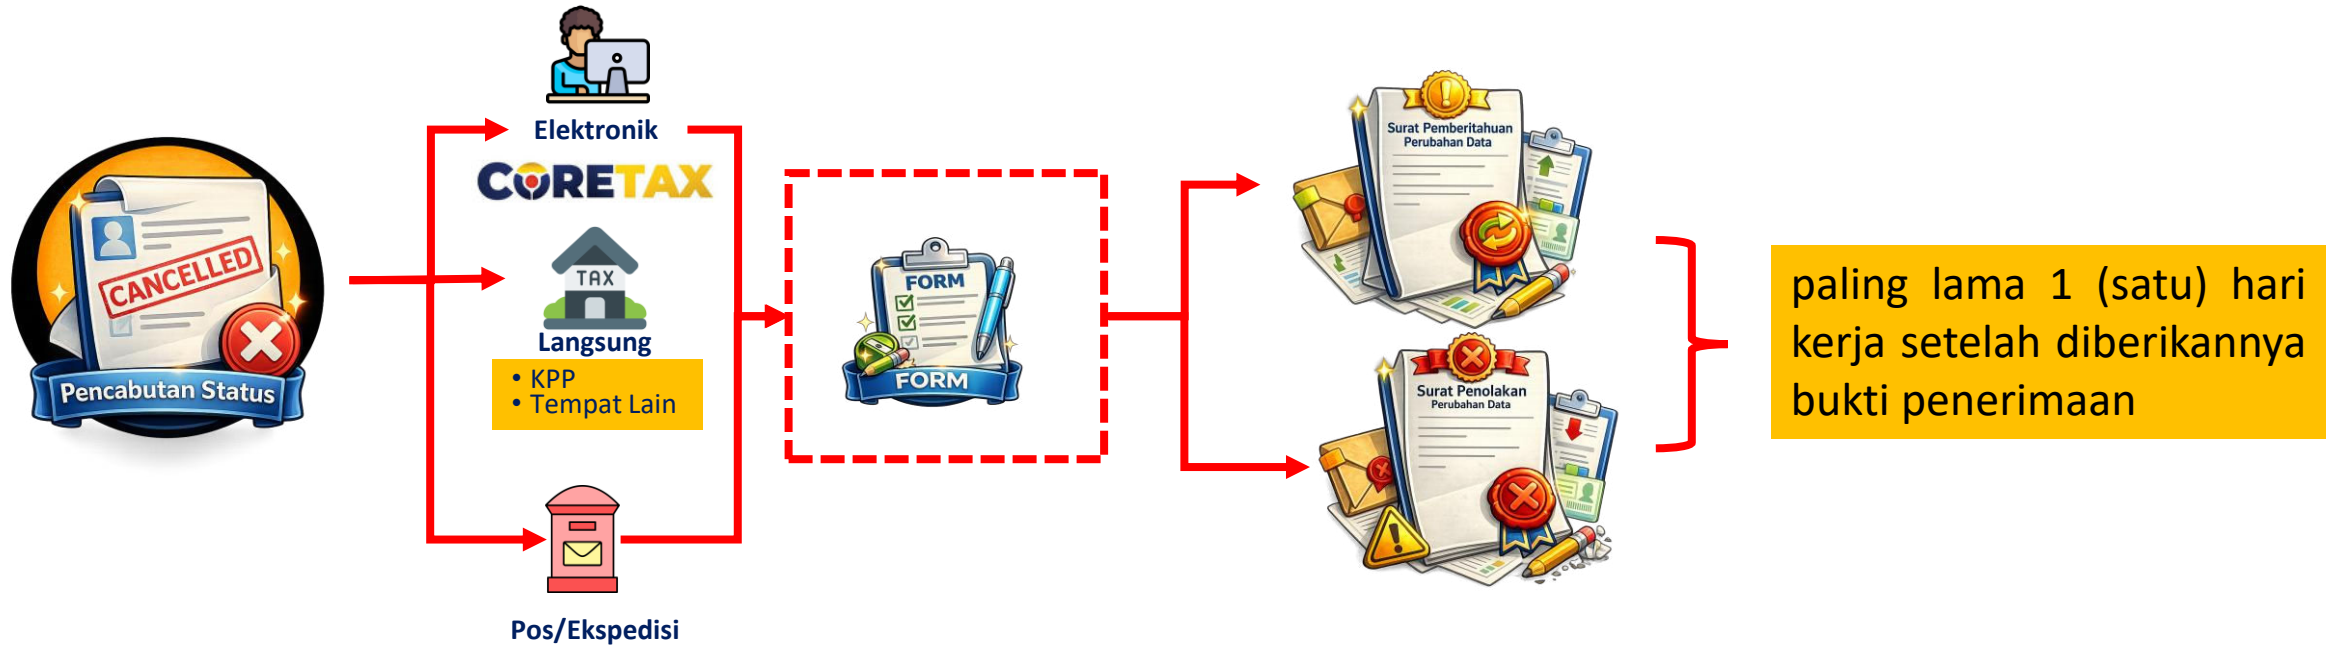 CANCELLED
Pencabutan Status
Elektronik
CORETAX
TAX
Langsung
• KPP
• Tempat Lain
Pos/Ekspedisi
FORM
FORM
Surat Pemberitahuan
Perubahan Data
Surat Penolakan
Perubahan Data
paling lama 1 (satu) hari
kerja setelah diberikannya
bukti penerimaan